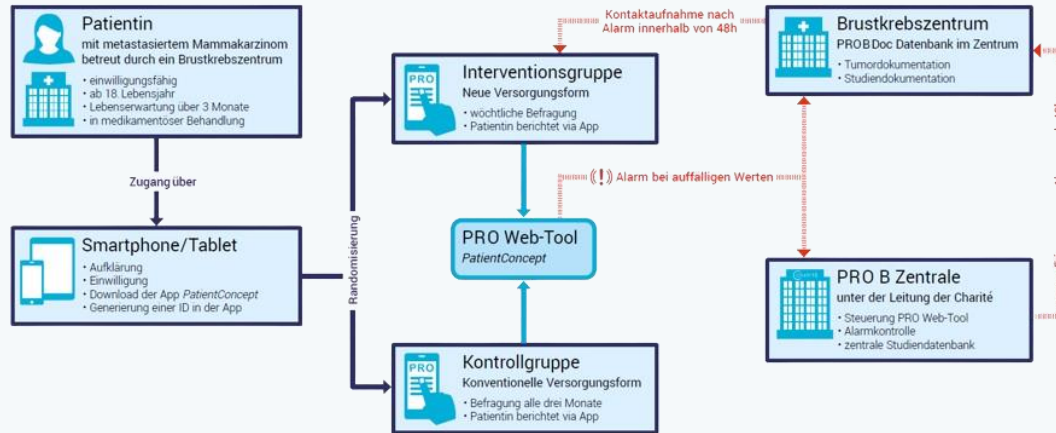 Patientin
mit metastasiertem Mammakarzinom
betreut durch ein Brustkrebszentrum
• einwilligungsfähig
• ab 18. Lebensjahr
• Lebenserwartung über 3 Monate
• in medikamentöser Behandlung
Zugang über
Smartphone/Tablet
• Aufklärung
• Einwilligung
• Download der App PatientConcept
• Generierung einer ID in der App
Randomisierung
PRO
Interventionsgruppe
Neue Versorgungsform
• wöchtliche Befragung
• Patientin berichtet via App
PRO Web-Tool
PatientConcept
PRO
Kontrollgruppe
Konventionelle Versorgungsform
• Befragung alle drei Monate
• Patientin berichtet via App
Kontaktaufnahme nach
Alarm innerhalb von 48h
(!) Alarm bei auffalligen Werten
Brustkrebszentrum
PRO B Doc Datenbank im Zentrum
• Tumordokumentation
• Studiendokumentation
PRO B Zentrale
unter der Leitung der Charité
• Steuerung PRO Web-Tool
• Alarmkontrolle
• zentrale Studiendatenbank